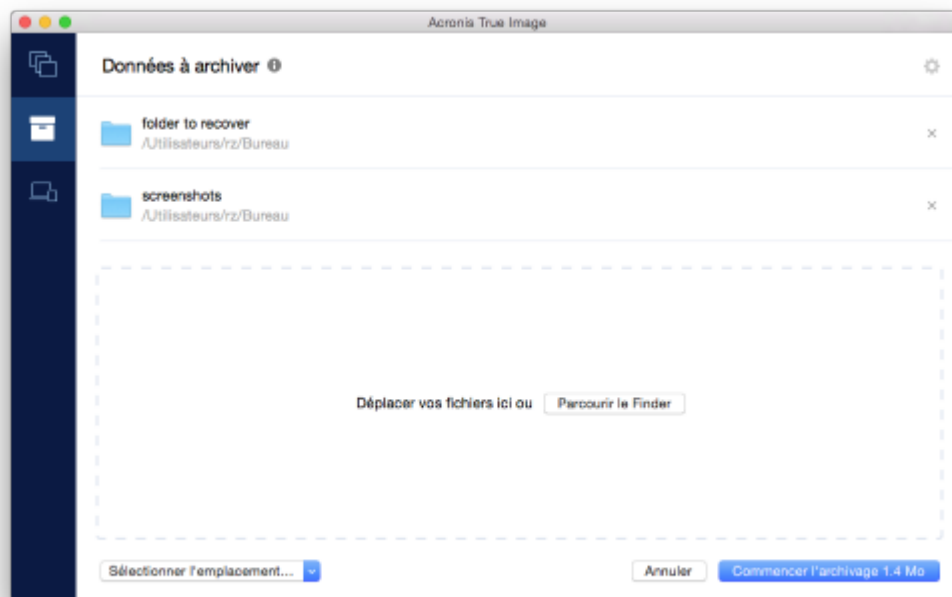 Acronis True Image
Données à archiver
folder to recover
/Utilisateurs/rz/Bureau
screenshots
/Utilisateurs/rz/Bureau
Déplacer vos fichiers ici ou Parcourir le Finder
Sélectionner l'emplacement... Annuler Commencer l'archivage 1.4 Mo